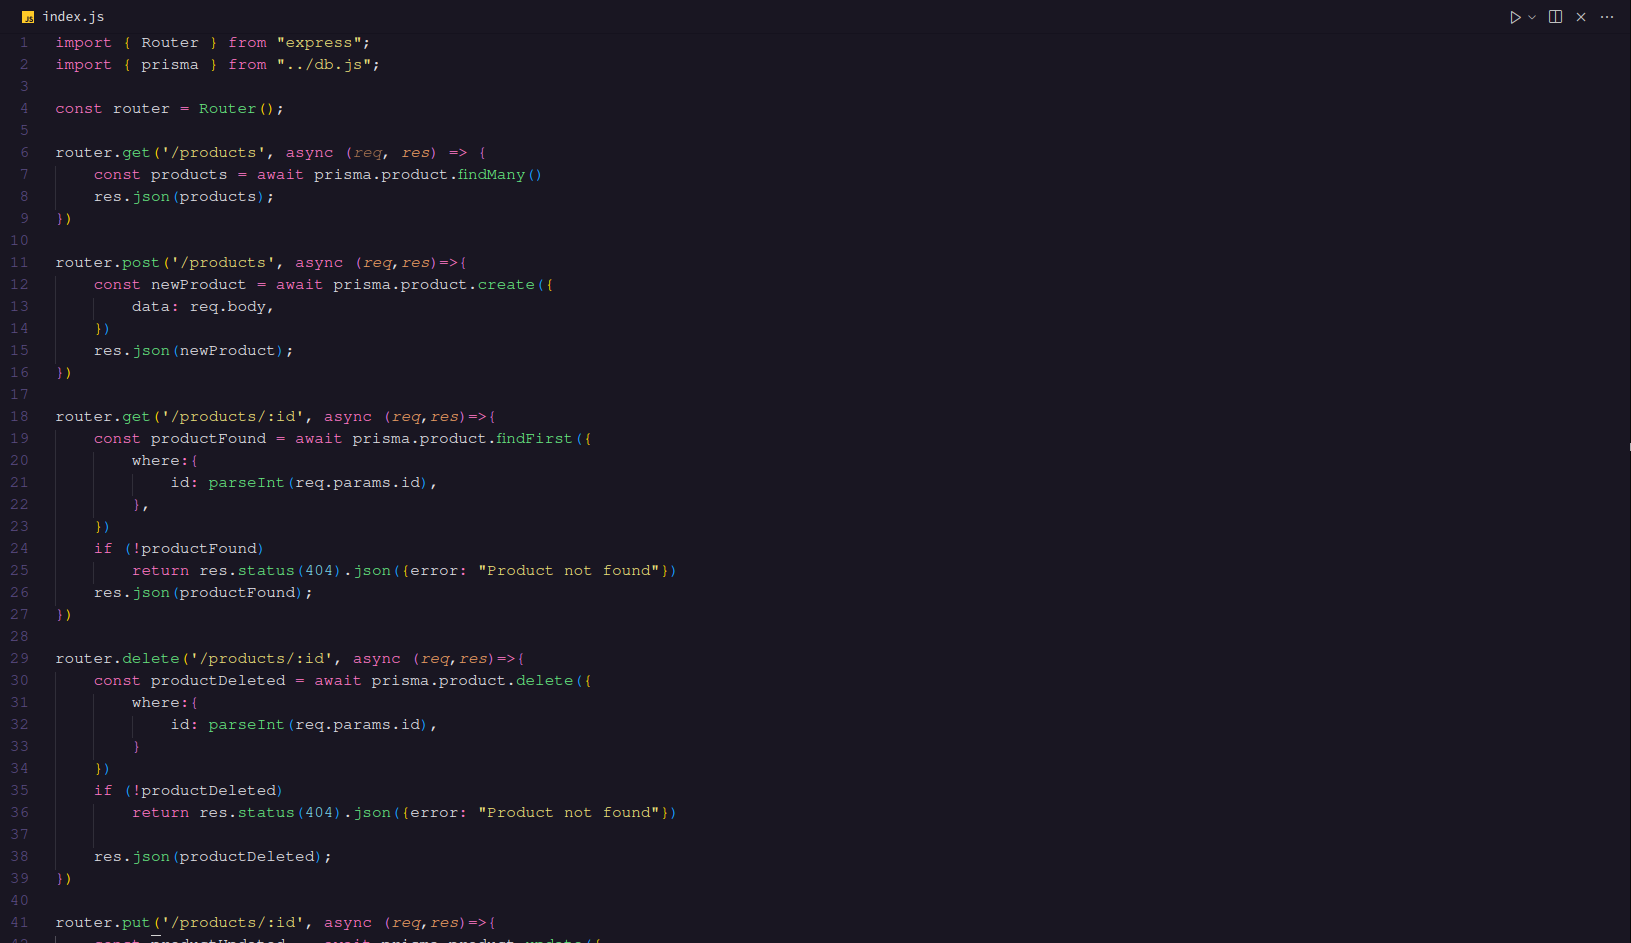 JS index.js
1 import { Router } from "express";
2 import { prisma } from "../db.js";
3
4 const router = Router();
5
6 router.get('/products', async (req, res) => {
7     const products = await prisma.product.findMany()
8     res.json(products);
9 })
10
11 router.post('/products', async (req,res)=>{
12     const newProduct = await prisma.product.create({
13         data: req.body,
14     })
15     res.json(newProduct);
16 })
17
18 router.get('/products/:id', async (req,res)=>{
19     const productFound = await prisma.product.findFirst({
20         where:{
21             id: parseInt(req.params.id),
22         },
23     })
24     if (!productFound)
25         return res.status(404).json({error: "Product not found"})
26     res.json(productFound);
27 })
28
29 router.delete('/products/:id', async (req,res)=>{
30     const productDeleted = await prisma.product.delete({
31         where:{
32             id: parseInt(req.params.id),
33         }
34     })
35     if (!productDeleted)
36         return res.status(404).json({error: "Product not found"})
37
38     res.json(productDeleted);
39 })
40
41 router.put('/products/:id', async (req,res)=>{
42     const productUpdated = await prisma.product.update({